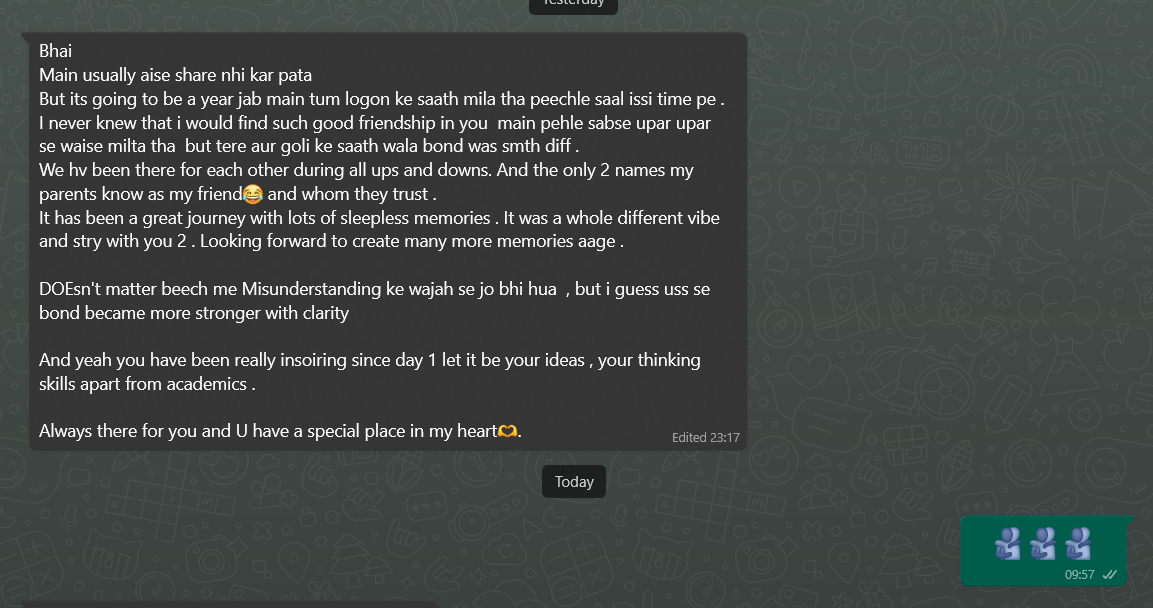 Yesterday
Bhai
Main usually aise share nhi kar pata
But its going to be a year jab main tum logon ke saath mila tha peechle saal issi time pe .
I never knew that i would find such good friendship in you  main pehle sabse upar upar
se waise milta tha  but tere aur goli ke saath wala bond was smth diff .
We hv been there for each other during all ups and downs. And the only 2 names my
parents know as my friend😂 and whom they trust .
It has been a great journey with lots of sleepless memories . It was a whole different vibe
and stry with you 2 . Looking forward to create many more memories aage .
DOEsn't matter beech me Misunderstanding ke wajah se jo bhi hua  , but i guess uss se
bond became more stronger with clarity
And yeah you have been really insoiring since day 1 let it be your ideas , your thinking
skills apart from academics .
Always there for you and U have a special place in my heart🫶.
Edited 23:17
Today
🫂🫂🫂
09:57